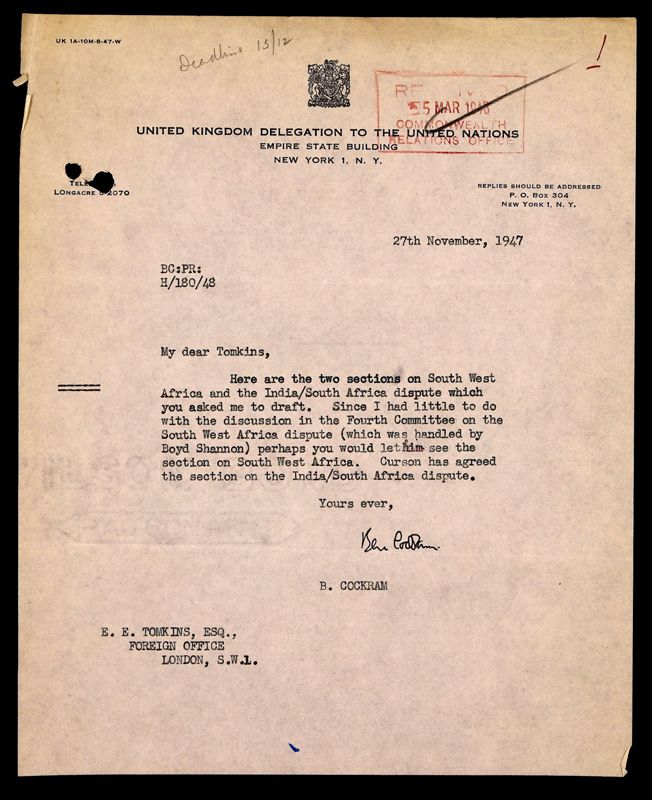 UK 1A-10M-8-47-W
Deadline 15/12
RE
5 MAR 1948
COMMONWEALTH
RELATIONS OFFICE
UNITED KINGDOM DELEGATION TO THE UNITED NATIONS
EMPIRE STATE BUILDING
NEW YORK 1, N. Y.
LONGACRE 5-2070
REPLIES SHOULD BE ADDRESSED
P. O. BOX 304
NEW YORK 1, N. Y.
27th November, 1947
BC:PR:
H/180/48
My dear Tomkins,
Here are the two sections on South West
Africa and the India/South Africa dispute which
you asked me to draft. Since I had little to do
with the discussion in the Fourth Committee on the
South West Africa dispute (which was handled by
Boyd Shannon) perhaps you would let him see the
section on South West Africa. Curson has agreed
the section on the India/South Africa dispute.
Yours ever,
Ben Cockram.
B. COCKRAM
E. E. TOMKINS, ESQ.,
FOREIGN OFFICE
LONDON, S.W.1.